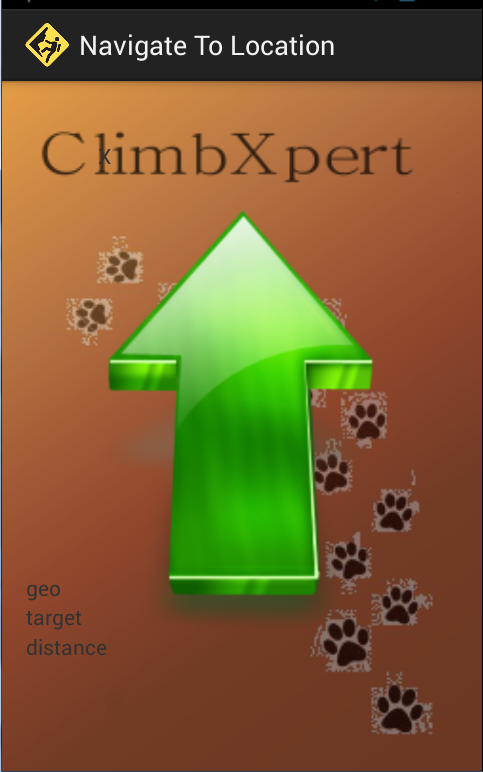 Navigate To Location
ClimbXpert
x
geo
target
distance